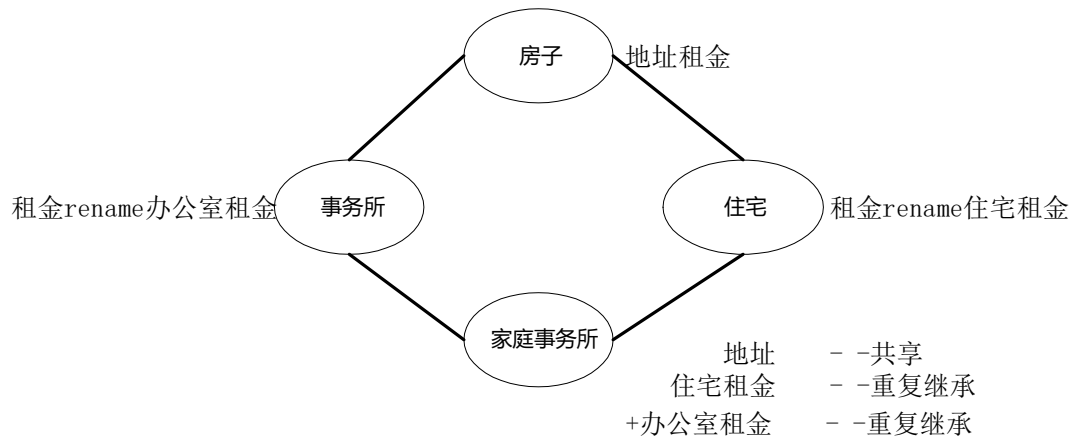 房子
地址租金
租金rename办公室租金
事务所
住宅
租金rename住宅租金
家庭事务所
地址 - -共享
住宅租金 - -重复继承
+办公室租金 - -重复继承